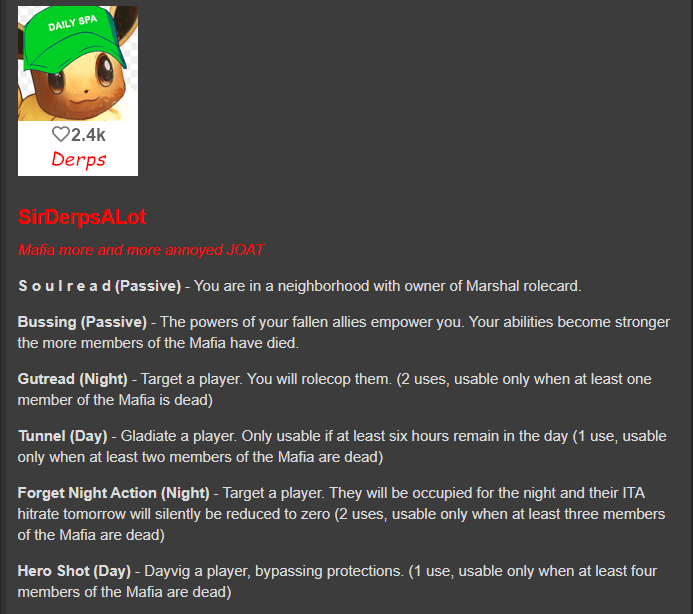 DAILY SPA
♡2.4k
Derps
SirDerpsALot
Mafia more and more annoyed JOAT
S o u l r e a d (Passive) - You are in a neighborhood with owner of Marshal rolecard.
Bussing (Passive) - The powers of your fallen allies empower you. Your abilities become stronger
the more members of the Mafia have died.
Gutread (Night) - Target a player. You will rolecop them. (2 uses, usable only when at least one
member of the Mafia is dead)
Tunnel (Day) - Gladiate a player. Only usable if at least six hours remain in the day (1 use, usable
only when at least two members of the Mafia are dead)
Forget Night Action (Night) - Target a player. They will be occupied for the night and their ITA
hitrate tomorrow will silently be reduced to zero (2 uses, usable only when at least three members
of the Mafia are dead)
Hero Shot (Day) - Dayvig a player, bypassing protections. (1 use, usable only when at least four
members of the Mafia are dead)